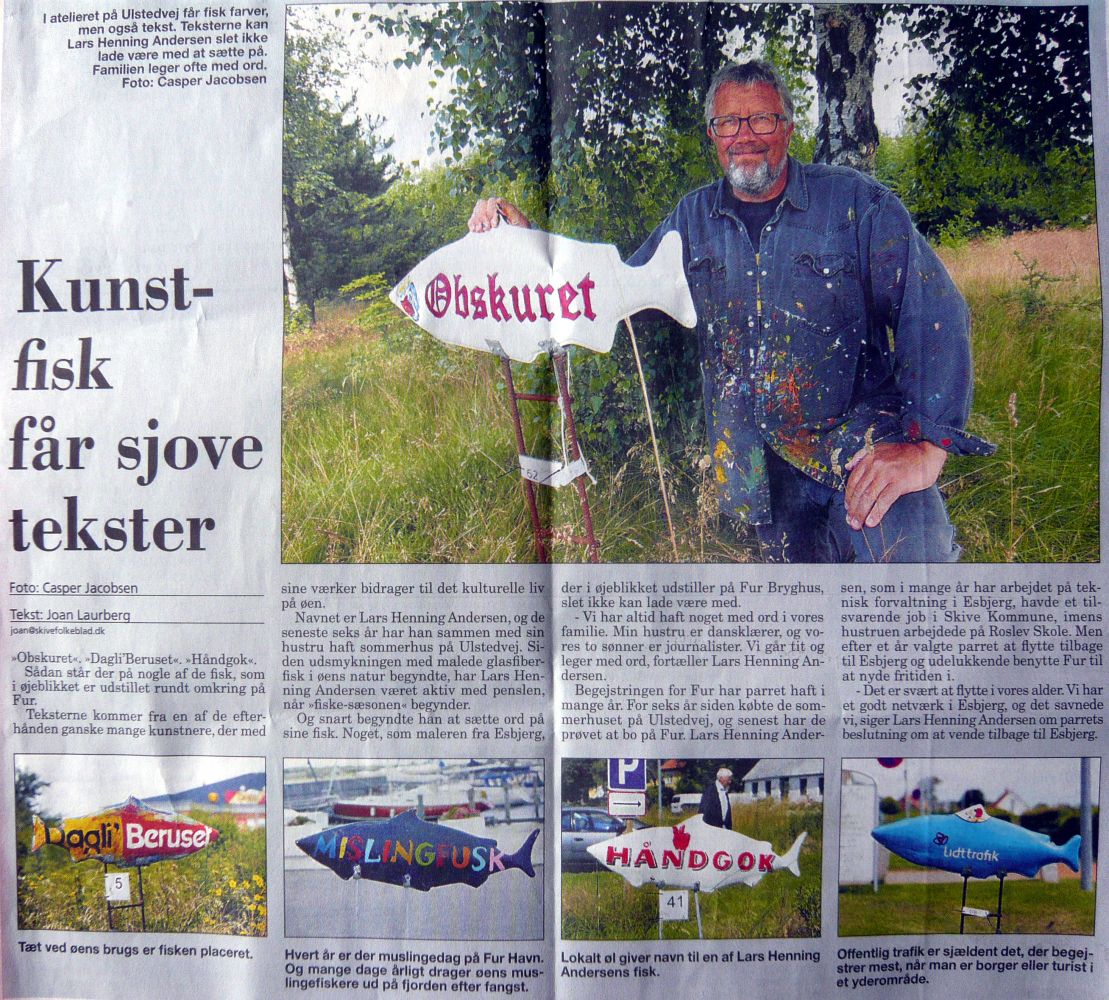 I atelieret på Ulstedvej får fisk farver,
men også tekst. Teksterne kan
Lars Henning Andersen slet ikke
lade være med at sætte på.
Familien leger ofte med ord.
Foto: Casper Jacobsen
Obskuret
52
Kunst-
fisk
får sjove
tekster
Foto: Casper Jacobsen
Tekst: Joan Laurberg
joan@skivefolkeblad.dk
»Obskuret«. »Dagli'Beruset«. »Håndgok«.
Sådan står der på nogle af de fisk, som
i øjeblikket er udstillet rundt omkring på
Fur.
Teksterne kommer fra en af de efter-
hånden ganske mange kunstnere, der med
sine værker bidrager til det kulturelle liv
på øen.
Navnet er Lars Henning Andersen, og de
seneste seks år har han sammen med sin
hustru haft sommerhus på Ulstedvej. Si-
den udsmykningen med malede glasfiber-
fisk i øens natur begyndte, har Lars Hen-
ning Andersen været aktiv med penslen,
når »fiske-sæsonen« begynder.
Og snart begyndte han at sætte ord på
sine fisk. Noget, som maleren fra Esbjerg,
der i øjeblikket udstiller på Fur Bryghus,
slet ikke kan lade være med.
- Vi har altid haft noget med ord i vores
familie. Min hustru er dansklærer, og vo-
res to sønner er journalister. Vi går tit og
leger med ord, fortæller Lars Henning An-
dersen.
Begejstringen for Fur har parret haft i
mange år. For seks år siden købte de som-
merhuset på Ulstedvej, og senest har de
prøvet at bo på Fur. Lars Henning Ander-
sen, som i mange år har arbejdet på tek-
nisk forvaltning i Esbjerg, havde et til-
svarende job i Skive Kommune, imens
hustruen arbejdede på Roslev Skole. Men
efter et år valgte parret at flytte tilbage
til Esbjerg og udelukkende benytte Fur til
at nyde fritiden i.
- Det er svært at flytte i vores alder. Vi har
et godt netværk i Esbjerg, og det savnede
vi, siger Lars Henning Andersen om parrets
beslutning om at vende tilbage til Esbjerg.
Dagli' Beruset
5
MISLINGFUSK
P
HÅNDGOK
41
Lidt trafik
Tæt ved øens brugs er fisken placeret.
Hvert år er der muslingedag på Fur Havn.
Og mange dage årligt drager øens mus-
lingefiskere ud på fjorden efter fangst.
Lokalt øl giver navn til en af Lars Henning
Andersens fisk.
Offentlig trafik er sjældent det, der begej-
strer mest, når man er borger eller turist i
et yderområde.